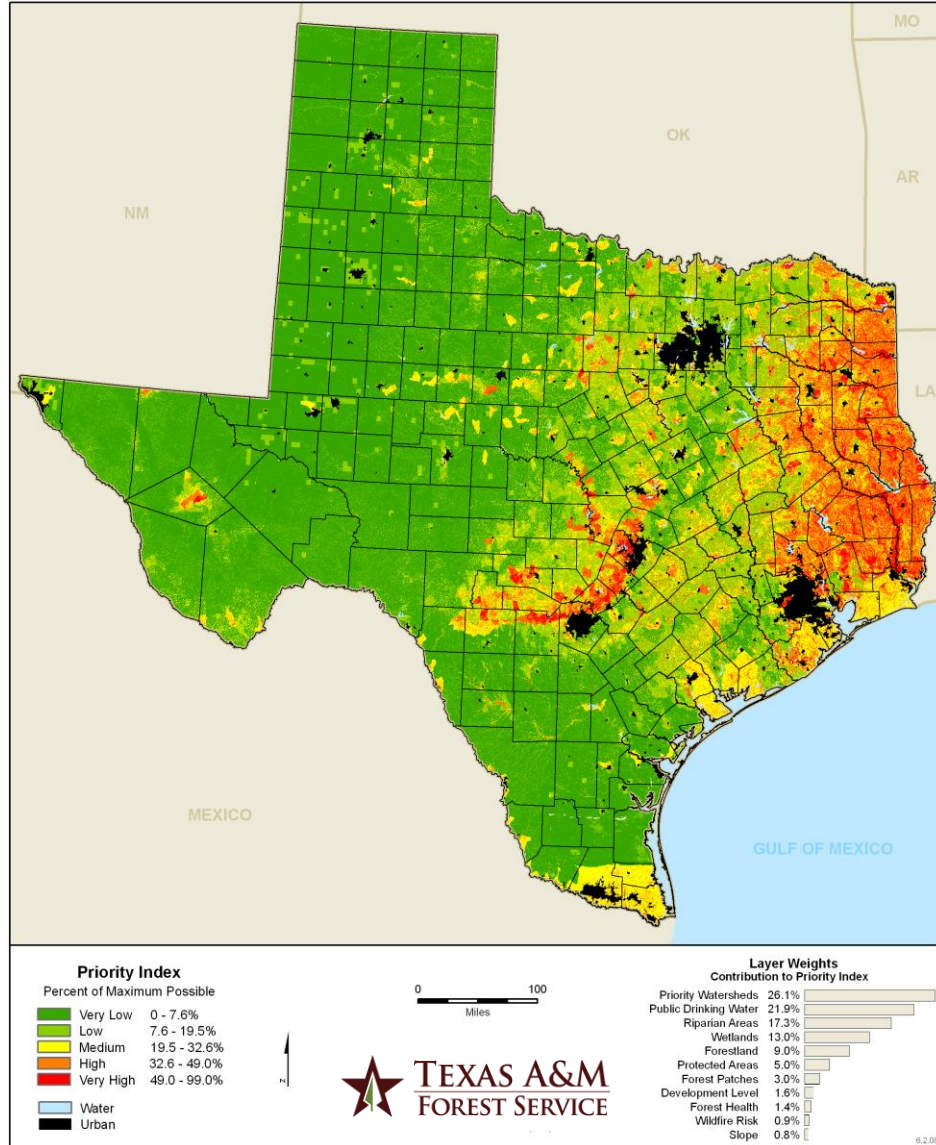 MO
OK
AR
NM
LA
MEXICO
GULF OF MEXICO
Priority Index
Percent of Maximum Possible
Very Low 0 - 7.6%
Low 7.6 - 19.5%
Medium 19.5 - 32.6%
High 32.6 - 49.0%
Very High 49.0 - 99.0%
Water
Urban
0 100
Miles
Z
TEXAS A&M
FOREST SERVICE
Layer Weights
Contribution to Priority Index
Priority Watersheds 26.1%
Public Drinking Water 21.9%
Riparian Areas 17.3%
Wetlands 13.0%
Forestland 9.0%
Protected Areas 5.0%
Forest Patches 3.0%
Development Level 1.6%
Forest Health 1.4%
Wildfire Risk 0.9%
Slope 0.8%